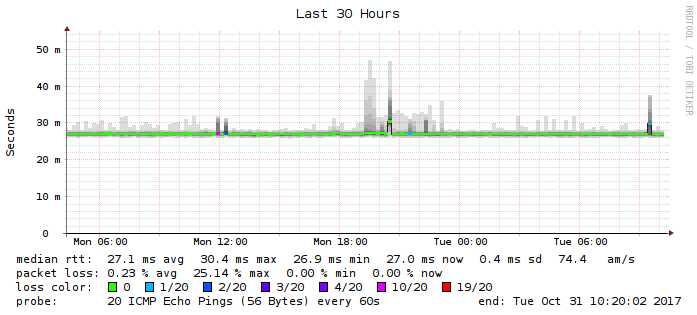 Last 30 Hours
RRDTOOL / TOBI OETIKER
Seconds
50 m
40 m
30 m
20 m
10 m
0
Mon 06:00 Mon 12:00 Mon 18:00 Tue 00:00 Tue 06:00
median rtt: 27.1 ms avg 30.4 ms max 26.9 ms min 27.0 ms now 0.4 ms sd 74.4 am/s
packet loss: 0.23 % avg 25.14 % max 0.00 % min 0.00 % now
loss color: 0 1/20 2/20 3/20 4/20 10/20 19/20
probe: 20 ICMP Echo Pings (56 Bytes) every 60s end: Tue Oct 31 10:20:02 2017